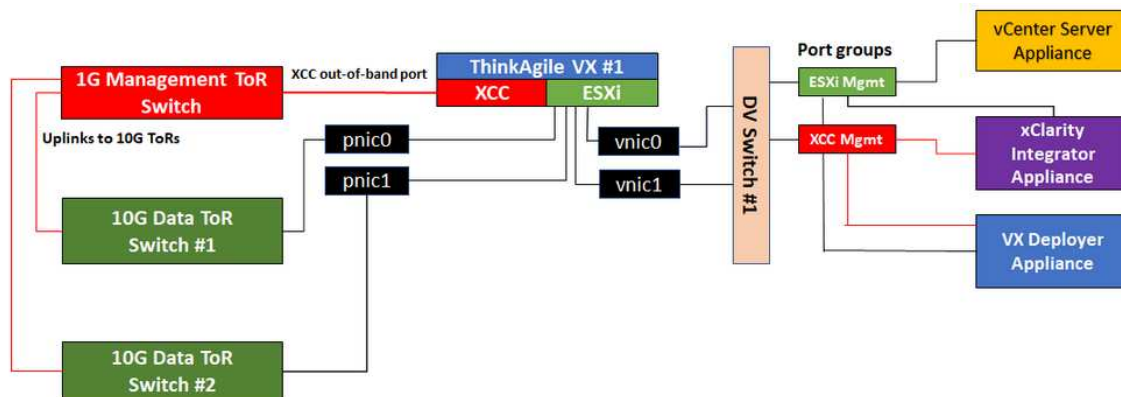 vCenter Server
Appliance
Port groups
1G Management ToR
Switch
XCC out-of-band port
ThinkAgile VX #1
XCC
ESXi
ESXi Mgmt
Uplinks to 10G ToRs
pnic0
vnic0
XCC Mgmt
xClarity
Integrator
Appliance
pnic1
vnic1
DV Switch #1
10G Data ToR
Switch #1
VX Deployer
Appliance
10G Data ToR
Switch #2